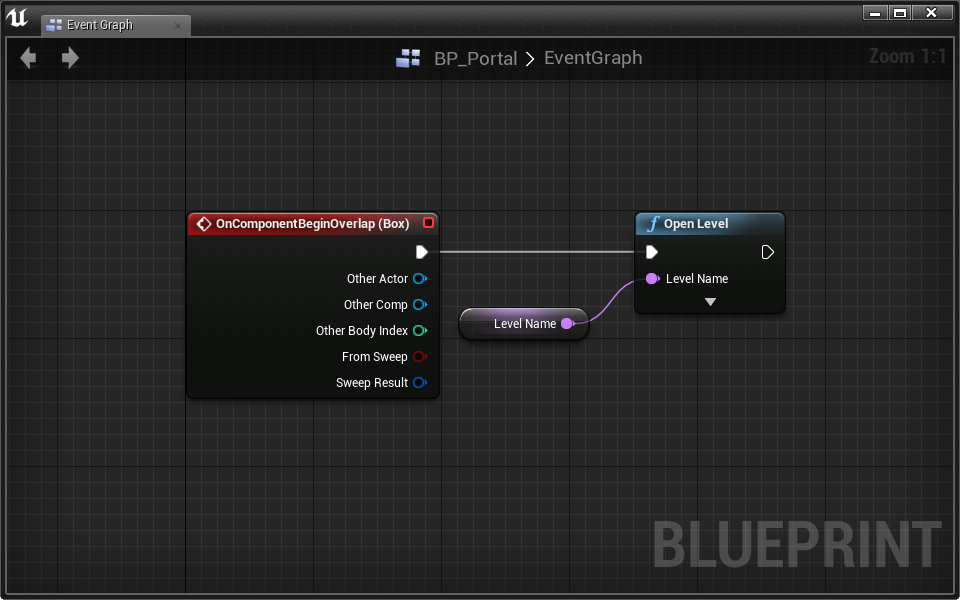 Event Graph
BP_Portal > EventGraph
Zoom 1:1
OnComponentBeginOverlap (Box)
Other Actor
Other Comp
Other Body Index
From Sweep
Sweep Result
Level Name
Open Level
Level Name
BLUEPRINT